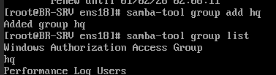 [root@BR-SRV ens18]# samba-tool group add hq
Added group hq
[root@BR-SRV ens18]# samba-tool group list
Windows Authorization Access Group
hq
Performance Log Users